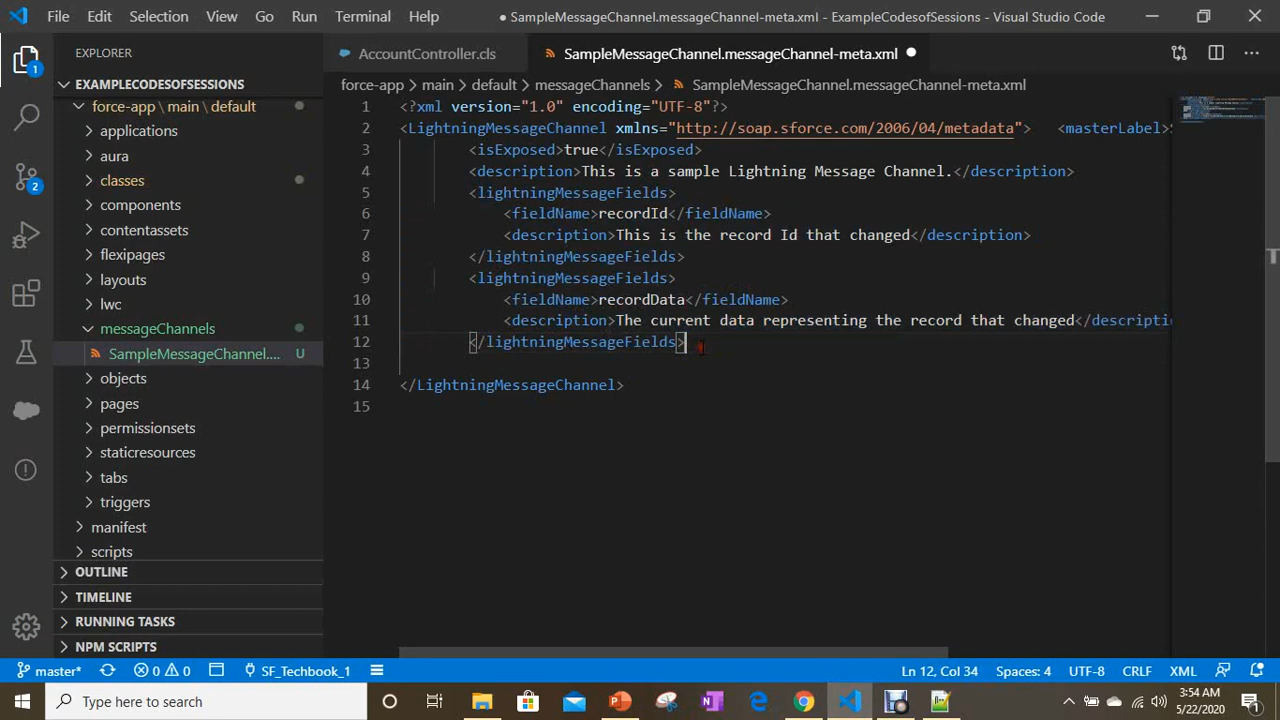 File Edit Selection View Go Run Terminal Help
● SampleMessageChannel.messageChannel-meta.xml - ExampleCodesofSessions - Visual Studio Code
EXPLORER
AccountController.cls
SampleMessageChannel.messageChannel-meta.xml
EXAMPLECODESOFSESSIONS
force-app > main > default > messageChannels > SampleMessageChannel.messageChannel-meta.xml
force-app \ main \ default
applications
aura
classes
components
contentassets
flexipages
layouts
lwc
messageChannels
SampleMessageChannel.... U
objects
pages
permissionsets
staticresources
tabs
triggers
manifest
scripts
OUTLINE
TIMELINE
RUNNING TASKS
NPM SCRIPTS
1
2
1 <?xml version="1.0" encoding="UTF-8"?>
2 <LightningMessageChannel xmlns="http://soap.sforce.com/2006/04/metadata"> <masterLabel>
3 <isExposed>true</isExposed>
4 <description>This is a sample Lightning Message Channel.</description>
5 <lightningMessageFields>
6 <fieldName>recordId</fieldName>
7 <description>This is the record Id that changed</description>
8 </lightningMessageFields>
9 <lightningMessageFields>
10 <fieldName>recordData</fieldName>
11 <description>The current data representing the record that changed</descripti
12 </lightningMessageFields>
13
14 </LightningMessageChannel>
15
master* 0 0 SF_Techbook_1
Ln 12, Col 34 Spaces: 4 UTF-8 CRLF XML
Type here to search
3:54 AM
5/22/2020
1